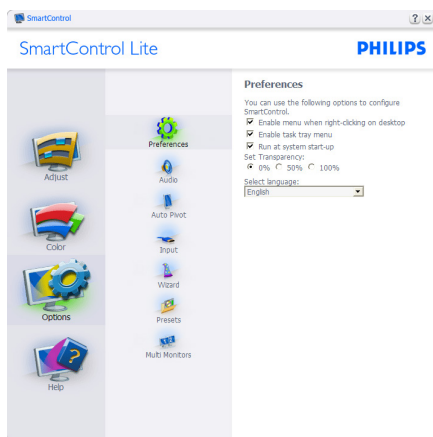 SmartControl
SmartControl Lite
PHILIPS
Adjust
Color
Options
Help
Preferences
Audio
Auto Pivot
Input
Wizard
Presets
Multi Monitors
Preferences
You can use the following options to configure
SmartControl.
Enable menu when right-clicking on desktop
Enable task tray menu
Run at system start-up
Set Transparency:
0% 50% 100%
Select language:
English